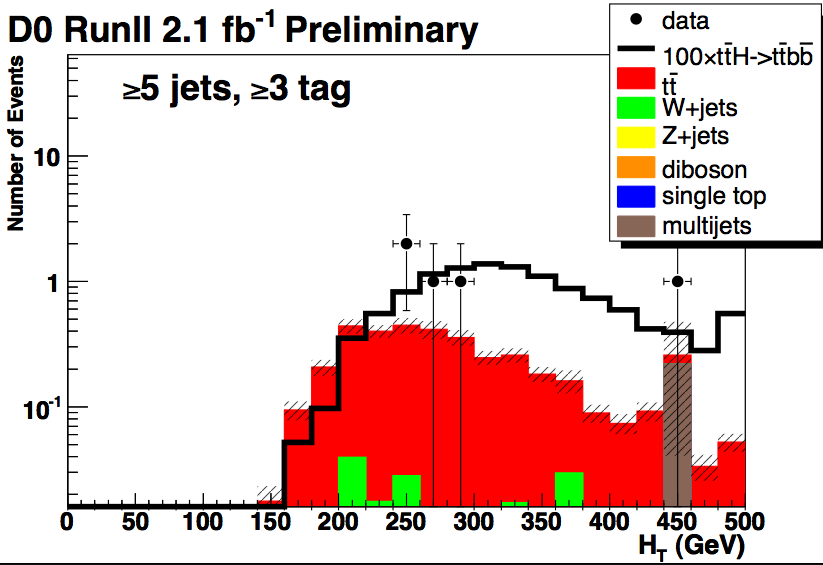 D0 RunII 2.1 fb⁻¹ Preliminary
data
100×tt̄H->tt̄bb̄
tt̄
W+jets
Z+jets
diboson
single top
multijets
≥5 jets, ≥3 tag
Number of Events
10
1
10⁻¹
0 50 100 150 200 250 300 350 400 450 500
H_T (GeV)